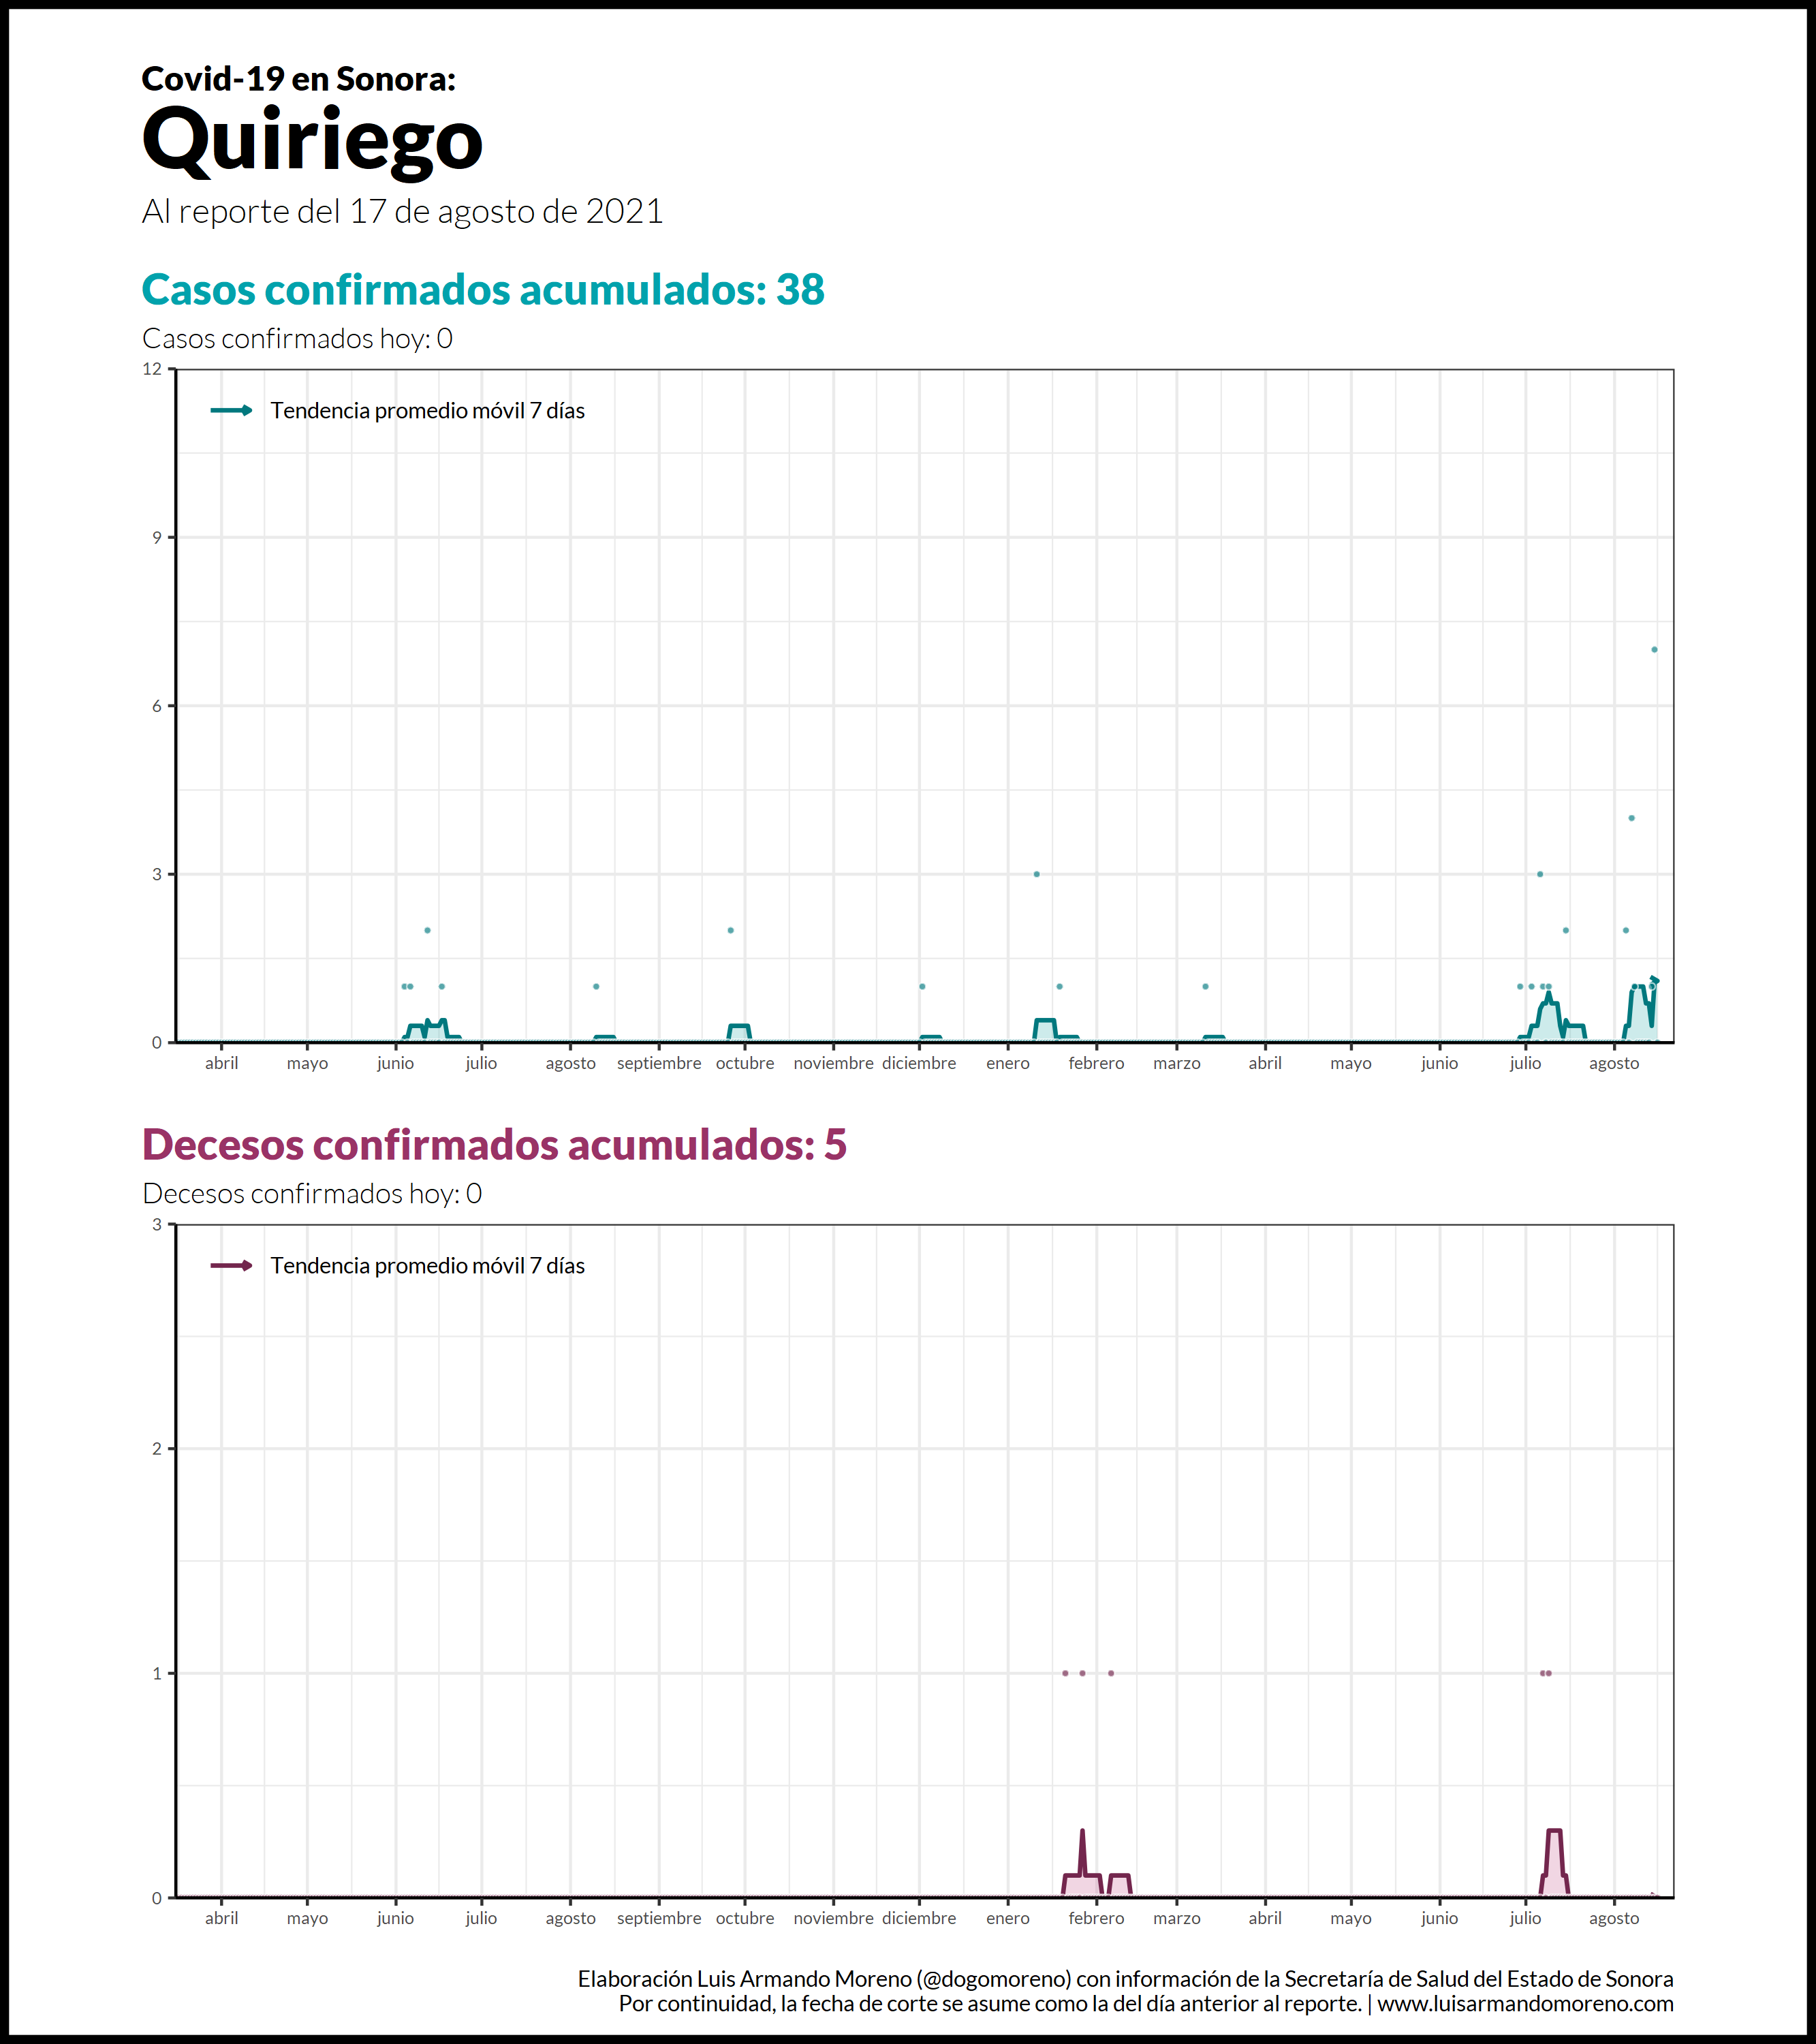 Covid-19 en Sonora:
Quiriego
Al reporte del 17 de agosto de 2021
Casos confirmados acumulados: 38
Casos confirmados hoy: 0
12
Tendencia promedio móvil 7 días
9
6
3
0
abril mayo junio julio agosto septiembre octubre noviembre diciembre enero febrero marzo abril mayo junio julio agosto
Decesos confirmados acumulados: 5
Decesos confirmados hoy: 0
3
Tendencia promedio móvil 7 días
2
1
0
abril mayo junio julio agosto septiembre octubre noviembre diciembre enero febrero marzo abril mayo junio julio agosto
Elaboración Luis Armando Moreno (@dogomoreno) con información de la Secretaría de Salud del Estado de Sonora
Por continuidad, la fecha de corte se asume como la del día anterior al reporte. | www.luisarmandomoreno.com